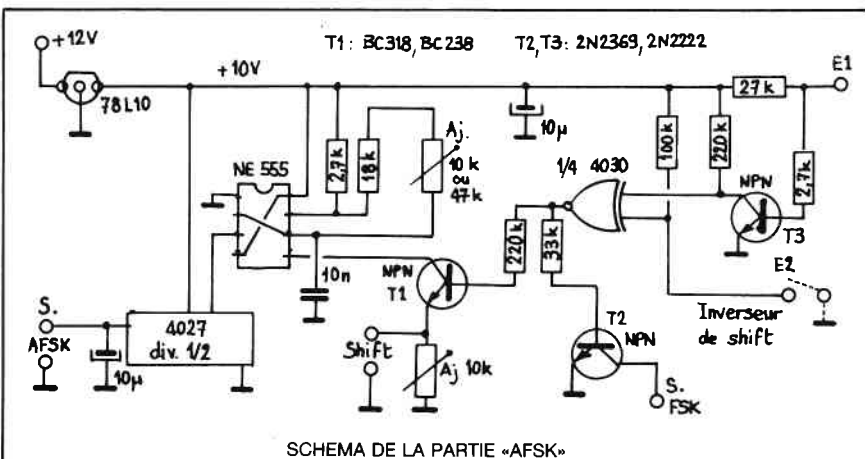 +12V
T1: BC318, BC238 T2, T3: 2N2369, 2N2222
E1
+10V
78L10
27k
10µ
NE 555
2,7k
18k
Aj.
10k
ou
47k
1/4 4030
100k
220k
2,7k
NPN
T3
220k
33k
10n
NPN
T1
E2
Inverseur
de shift
S.
AFSK
4027
div. 1/2
10µ
Shift
Aj 10k
T2
NPN
S.
FSK
SCHEMA DE LA PARTIE «AFSK»